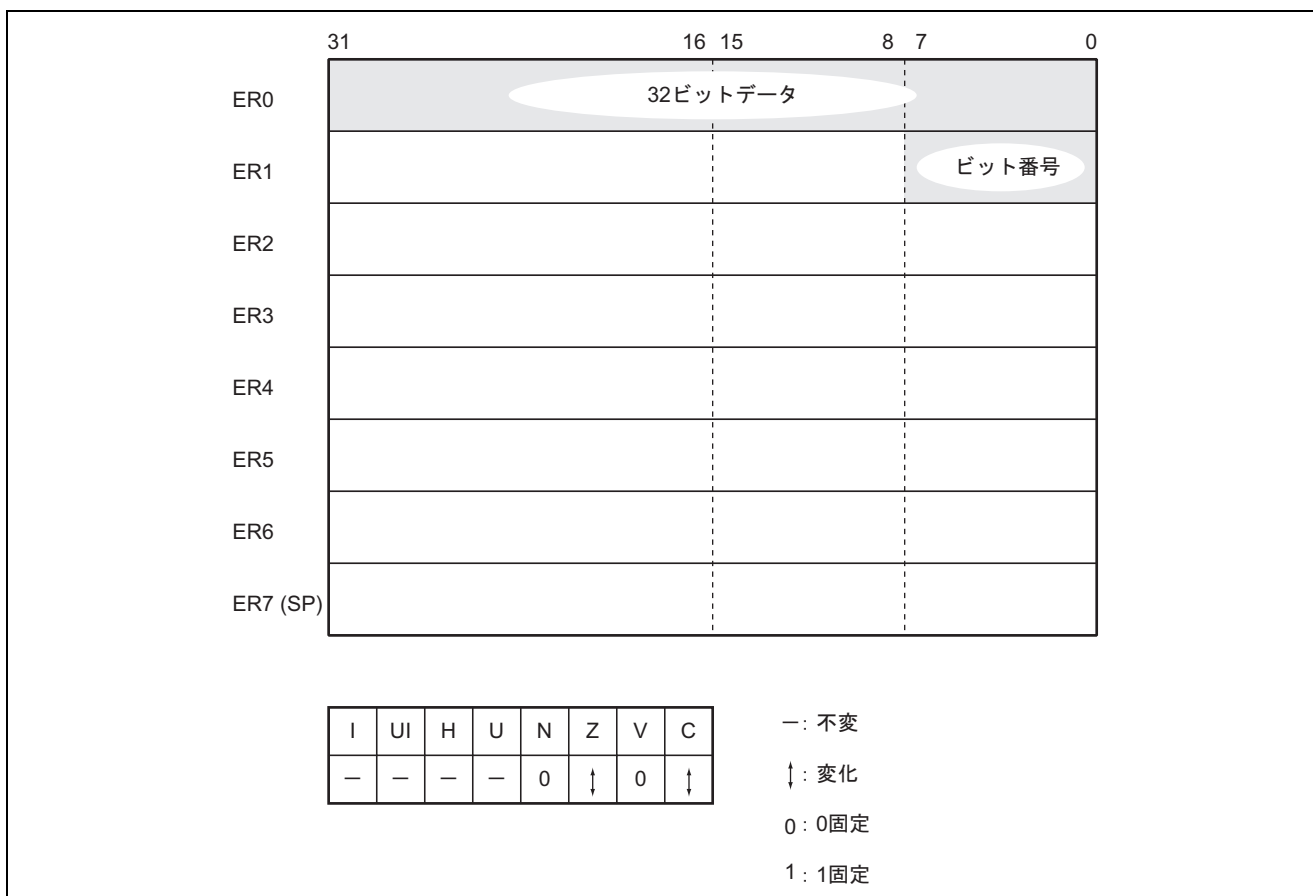 31 16 15 8 7 0
ER0 32ビットデータ
ER1 ビット番号
ER2
ER3
ER4
ER5
ER6
ER7 (SP)
I UI H U N Z V C
— — — — 0 ↕ 0 ↕
—: 不変
↕: 変化
0: 0固定
1: 1固定